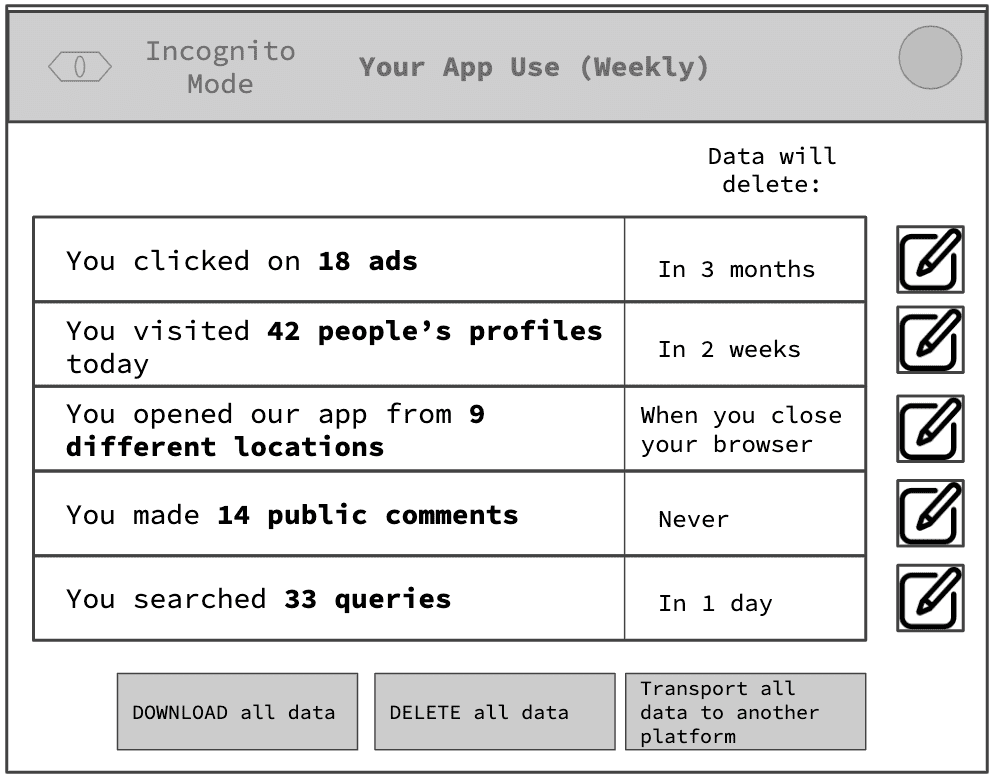 Incognito
Mode
Your App Use (Weekly)
Data will
delete:
You clicked on 18 ads
In 3 months
You visited 42 people’s profiles
today
In 2 weeks
You opened our app from 9
different locations
When you close
your browser
You made 14 public comments
Never
You searched 33 queries
In 1 day
DOWNLOAD all data
DELETE all data
Transport all
data to another
platform